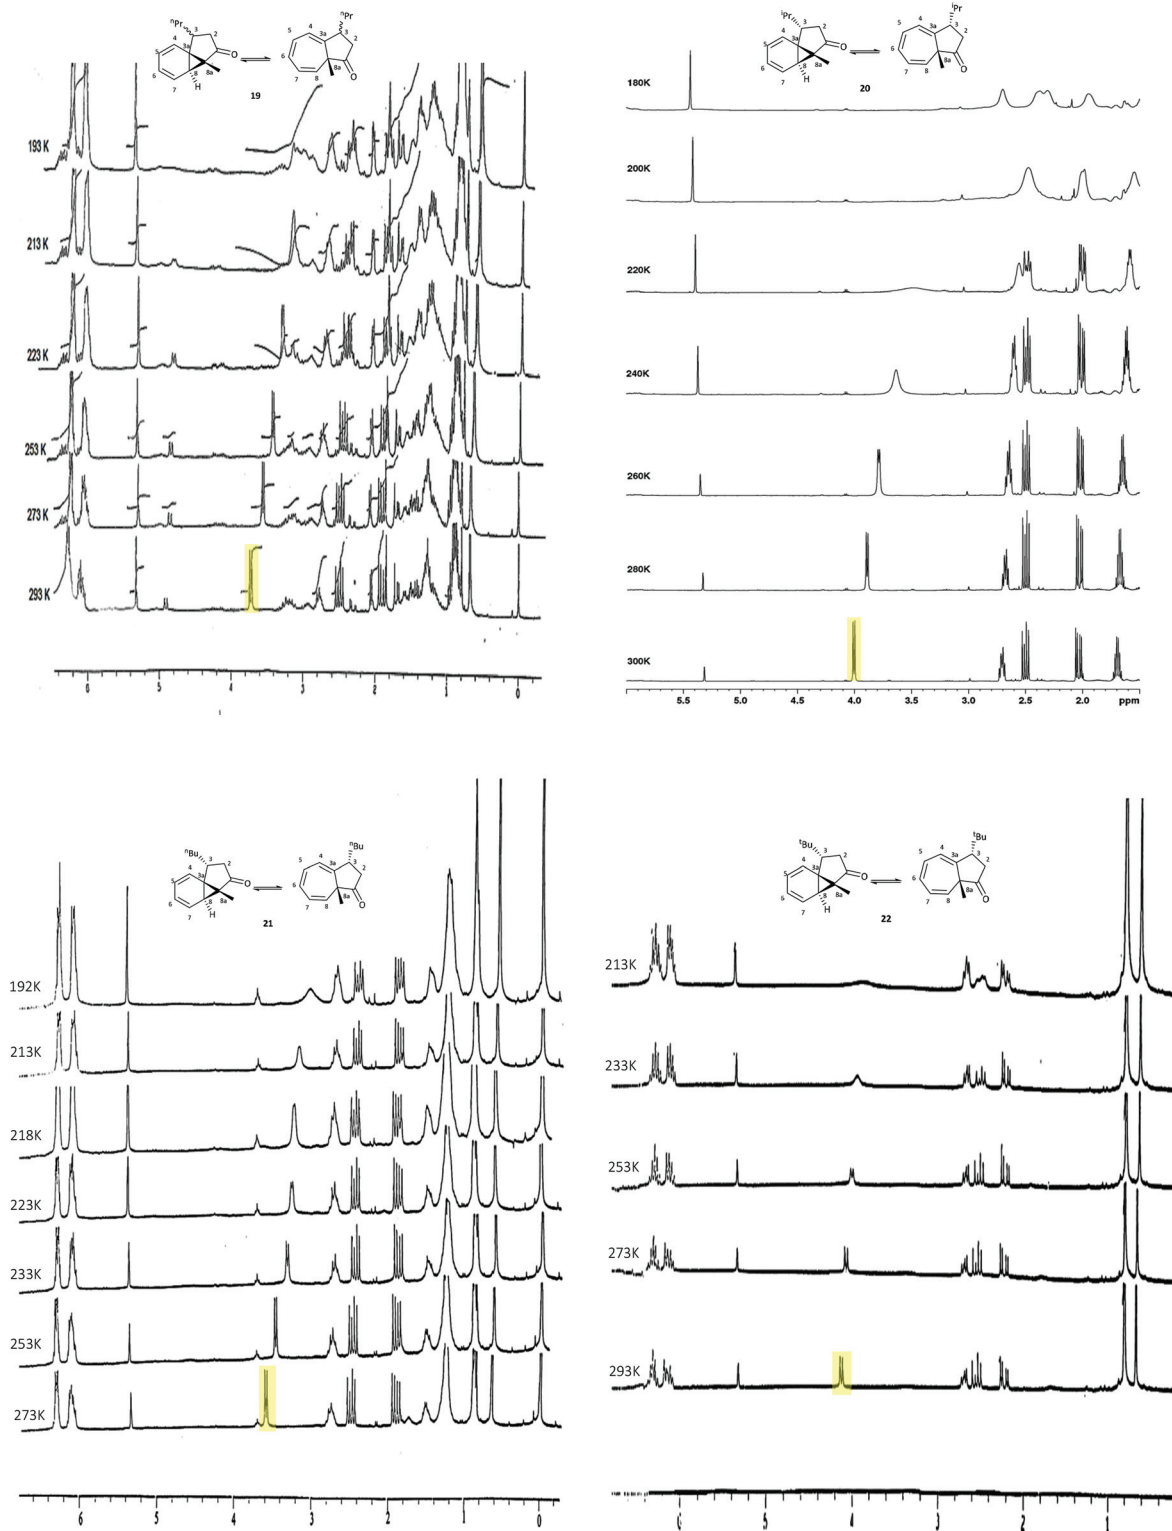 ⁿPr 3 2
4
3a
5 O
8 8a
6
7 H
ⁿPr
4 3
5 3a 2
6
8a
7 8 O
19
193 K
213 K
223 K
253 K
273 K
293 K
6 5 4 3 2 1 0
ⁱPr
3 2
4
3a
5 O
8 8a
6
7 H
ⁱPr
4
5 3a 3
2
6
8a
7 8 O
20
180K
200K
220K
240K
260K
280K
300K
5.5 5.0 4.5 4.0 3.5 3.0 2.5 2.0 ppm
ⁿBu
3 2
4
3a
5 O
8 8a
6
7 H
ⁿBu
4
5 3a 3
2
6
8a
7 8 O
21
192K
213K
218K
223K
233K
253K
273K
6 5 4 3 2 1 0
ᵗBu
3 2
4
3a
5 O
8 8a
6
7 H
ᵗBu
4
5 3a 3
2
6
8a
7 8 O
22
213K
233K
253K
273K
293K
6 5 4 3 2 1